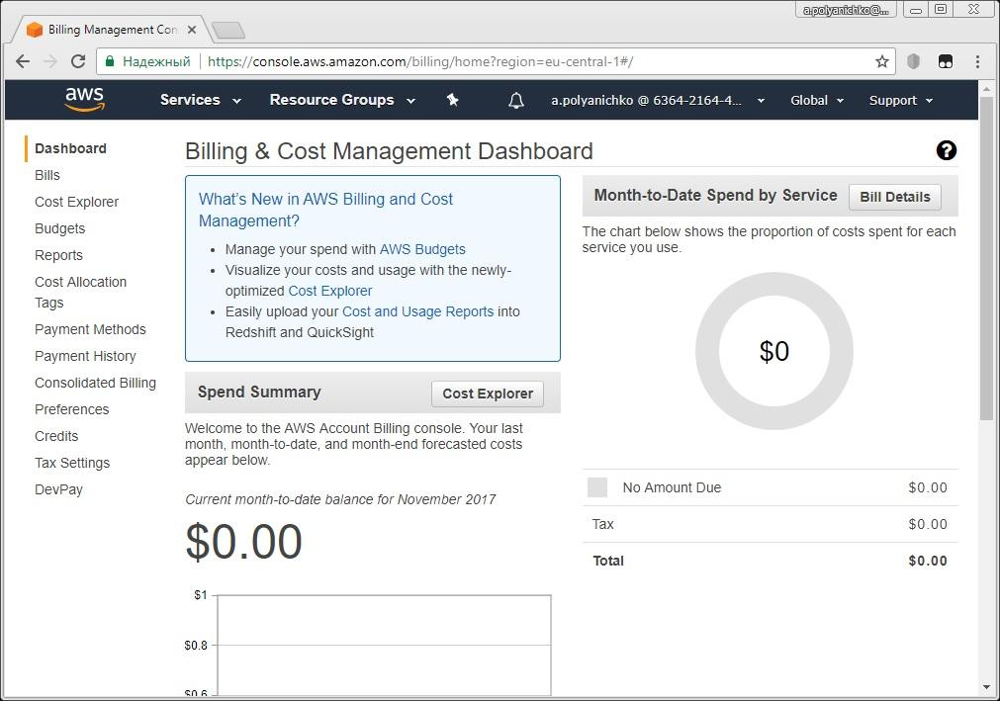 a.polyanichko@...
Billing Management Con
Надежный
https://console.aws.amazon.com/billing/home?region=eu-central-1#/
aws
Services
Resource Groups
a.polyanichko @ 6364-2164-4...
Global
Support
Dashboard
Bills
Cost Explorer
Budgets
Reports
Cost Allocation
Tags
Payment Methods
Payment History
Consolidated Billing
Preferences
Credits
Tax Settings
DevPay
Billing & Cost Management Dashboard
?
What's New in AWS Billing and Cost
Management?
• Manage your spend with AWS Budgets
• Visualize your costs and usage with the newly-
optimized Cost Explorer
• Easily upload your Cost and Usage Reports into
Redshift and QuickSight
Spend Summary
Cost Explorer
Welcome to the AWS Account Billing console. Your last
month, month-to-date, and month-end forecasted costs
appear below.
Current month-to-date balance for November 2017
$0.00
$1
$0.8
$0.6
Month-to-Date Spend by Service
Bill Details
The chart below shows the proportion of costs spent for each
service you use.
$0
No Amount Due $0.00
Tax $0.00
Total $0.00